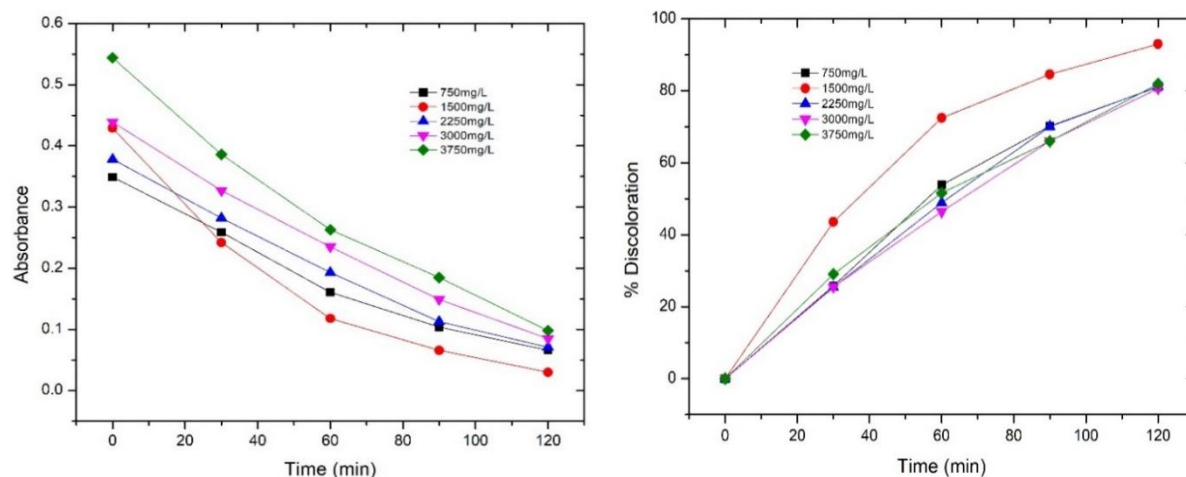 0.6
0.5
0.4
0.3
0.2
0.1
0.0
Absorbance
750mg/L
1500mg/L
2250mg/L
3000mg/L
3750mg/L
0 20 40 60 80 100 120
Time (min)
100
80
60
40
20
0
% Discoloration
750mg/L
1500mg/L
2250mg/L
3000mg/L
3750mg/L
0 20 40 60 80 100 120
Time (min)